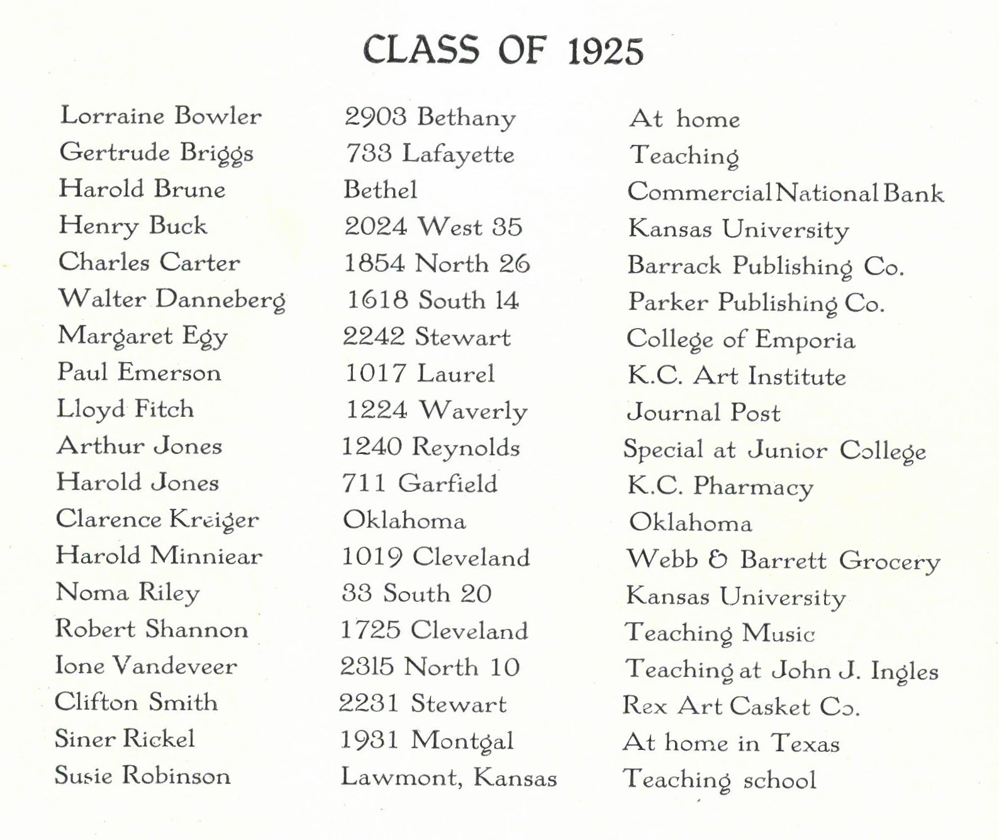 CLASS OF 1925
Lorraine Bowler 2903 Bethany At home
Gertrude Briggs 733 Lafayette Teaching
Harold Brune Bethel Commercial National Bank
Henry Buck 2024 West 35 Kansas University
Charles Carter 1854 North 26 Barrack Publishing Co.
Walter Danneberg 1618 South 14 Parker Publishing Co.
Margaret Egy 2242 Stewart College of Emporia
Paul Emerson 1017 Laurel K.C. Art Institute
Lloyd Fitch 1224 Waverly Journal Post
Arthur Jones 1240 Reynolds Special at Junior College
Harold Jones 711 Garfield K.C. Pharmacy
Clarence Kreiger Oklahoma Oklahoma
Harold Minniear 1019 Cleveland Webb & Barrett Grocery
Noma Riley 33 South 20 Kansas University
Robert Shannon 1725 Cleveland Teaching Music
Ione Vandeveer 2315 North 10 Teaching at John J. Ingles
Clifton Smith 2231 Stewart Rex Art Casket Co.
Siner Rickel 1931 Montgal At home in Texas
Susie Robinson Lawmont, Kansas Teaching school